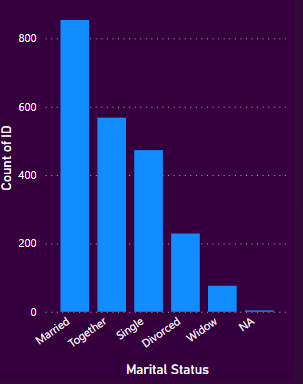 Count of ID
800
600
400
200
0
Married
Together
Single
Divorced
Widow
NA
Marital Status